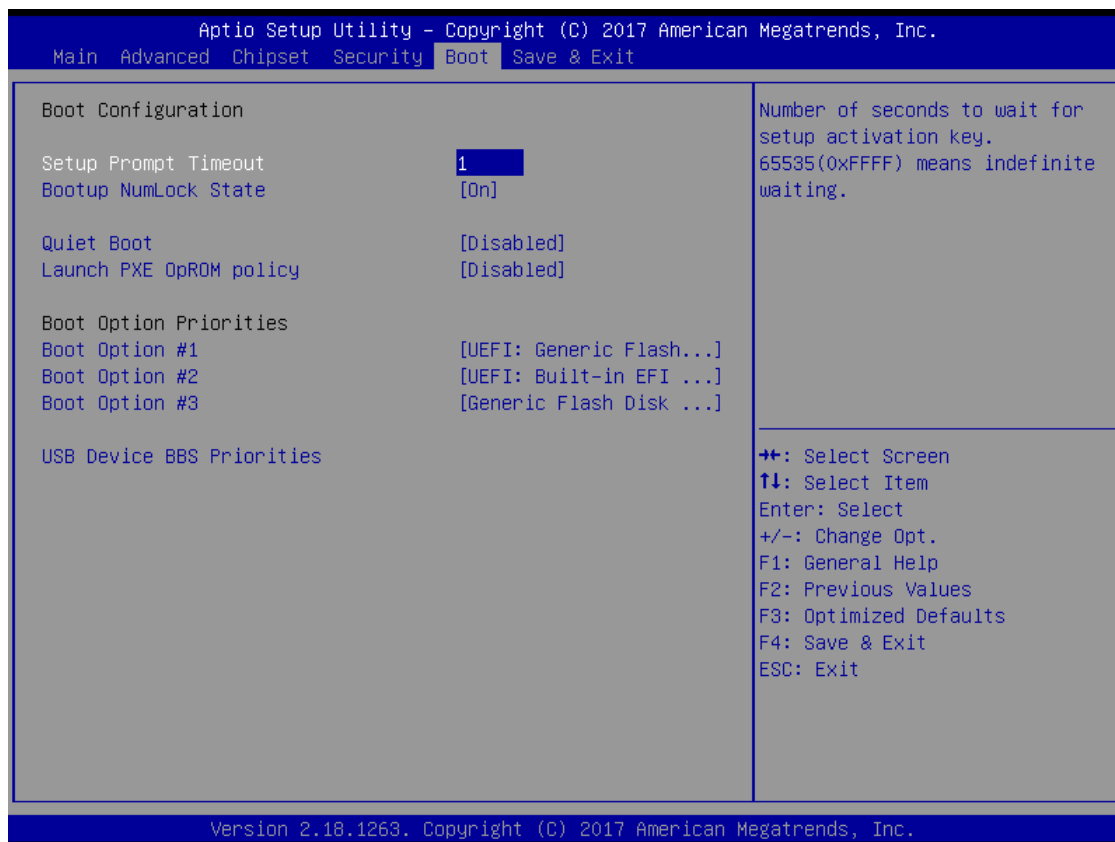 Aptio Setup Utility – Copyright (C) 2017 American Megatrends, Inc.
Main Advanced Chipset Security Boot Save & Exit
Boot Configuration
Setup Prompt Timeout 1
Bootup NumLock State [On]
Quiet Boot [Disabled]
Launch PXE OpROM policy [Disabled]
Boot Option Priorities
Boot Option #1 [UEFI: Generic Flash...]
Boot Option #2 [UEFI: Built-in EFI ...]
Boot Option #3 [Generic Flash Disk ...]
USB Device BBS Priorities
Number of seconds to wait for
setup activation key.
65535(0xFFFF) means indefinite
waiting.
→←: Select Screen
↑↓: Select Item
Enter: Select
+/-: Change Opt.
F1: General Help
F2: Previous Values
F3: Optimized Defaults
F4: Save & Exit
ESC: Exit
Version 2.18.1263. Copyright (C) 2017 American Megatrends, Inc.